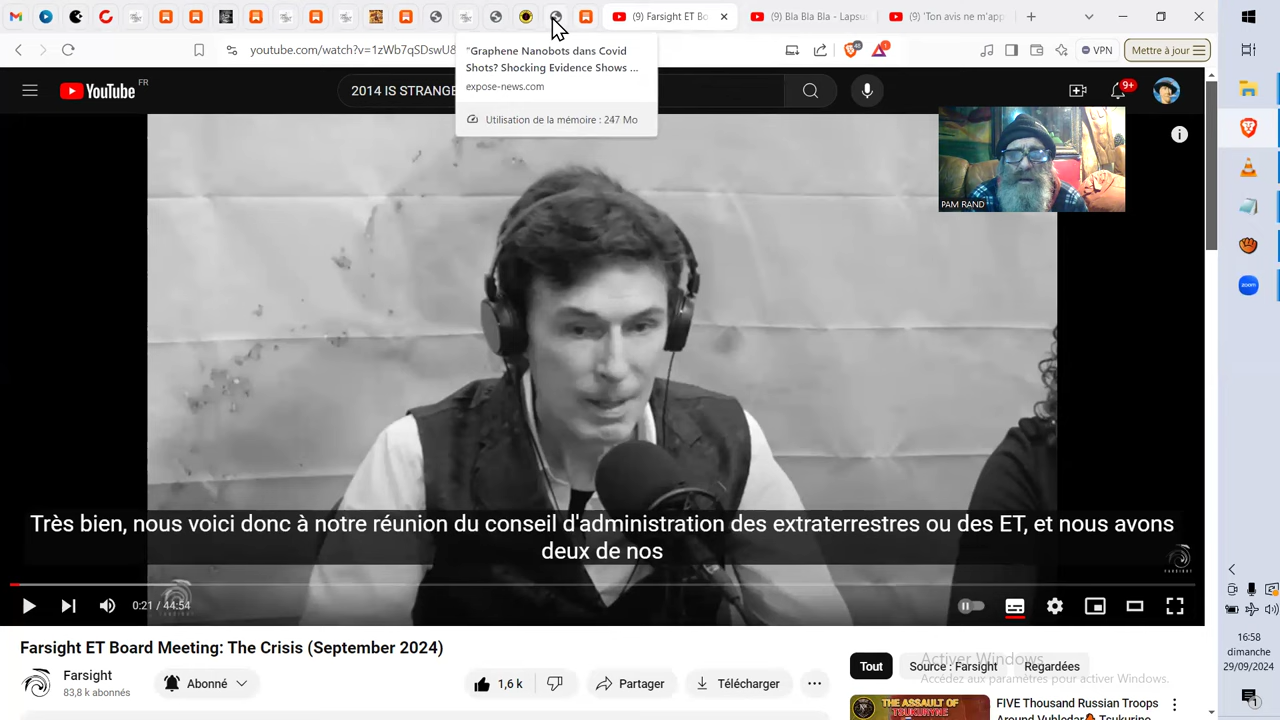 (9) Farsight ET Bo
(9) Bla Bla Bla - Lapsu
(9) 'Ton avis ne m'app
youtube.com/watch?v=1zWb7qSDswU&
48
VPN
Mettre à jour
"Graphene Nanobots dans Covid
Shots? Shocking Evidence Shows ...
expose-news.com
Utilisation de la mémoire : 247 Mo
YouTube FR
2014 IS STRANGE
9+
PAM RAND
Très bien, nous voici donc à notre réunion du conseil d'administration des extraterrestres ou des ET, et nous avons
deux de nos
FARSIGHT
0:21 / 44:54
Farsight ET Board Meeting: The Crisis (September 2024)
Farsight
83,8 k abonnés
Abonné
1,6 k
Partager
Télécharger
Tout
Source : Farsight
Regardées
Activer Windows
Accédez aux paramètres pour activer Windows.
THE ASSAULT OF
TSUKURYNE
FIVE Thousand Russian Troops
Around Vuhledar
zoom
16:58
dimanche
29/09/2024
1